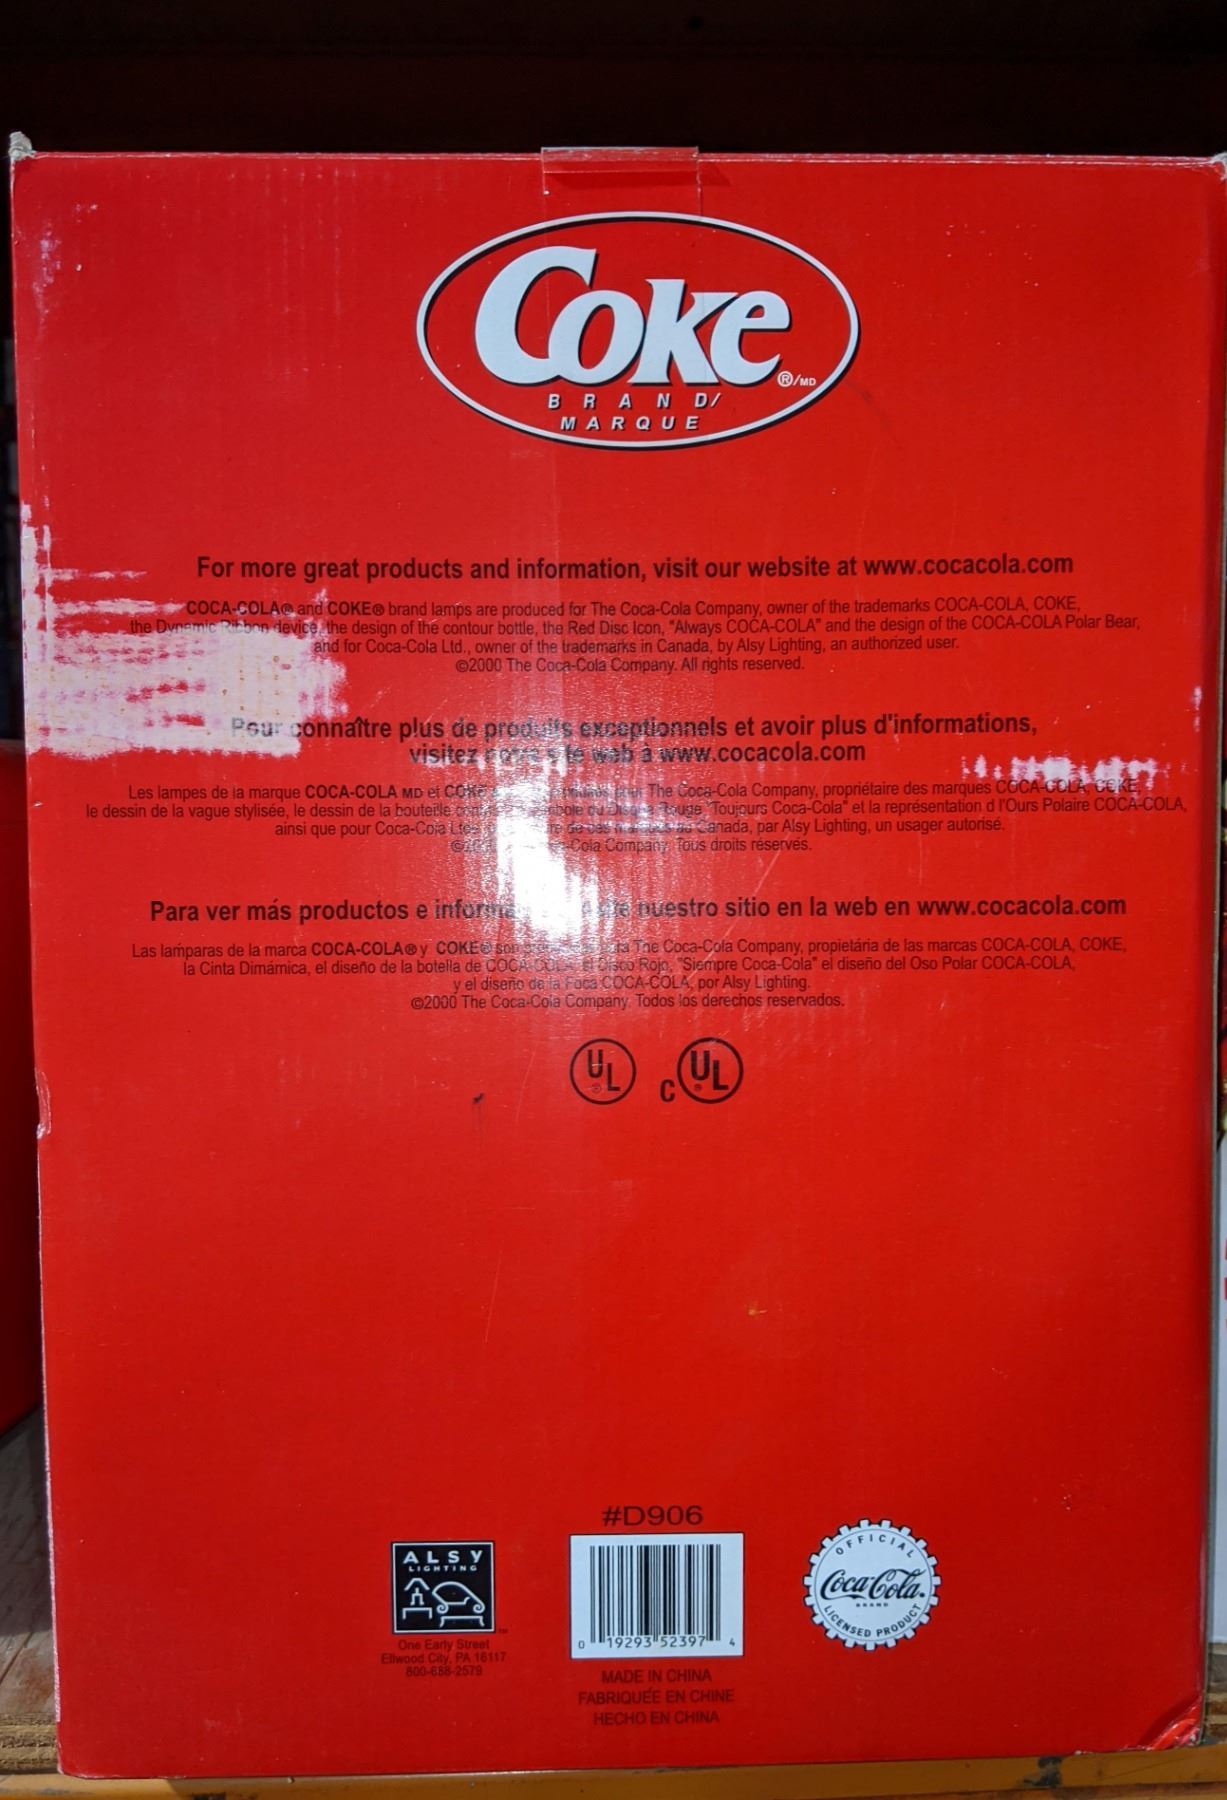 Coke ®/MD
BRAND/
MARQUE
For more great products and information, visit our website at www.cocacola.com
COCA-COLA® and COKE® brand lamps are produced for The Coca-Cola Company, owner of the trademarks COCA-COLA, COKE,
the Dynamic Ribbon device, the design of the contour bottle, the Red Disc Icon, "Always COCA-COLA" and the design of the COCA-COLA Polar Bear,
and for Coca-Cola Ltd., owner of the trademarks in Canada, by Alsy Lighting, an authorized user.
©2000 The Coca-Cola Company. All rights reserved.
Pour connaître plus de produits exceptionnels et avoir plus d'informations,
visitez notre site web à www.cocacola.com
Les lampes de la marque COCA-COLA MD et COKE The Coca-Cola Company, propriétaire des marques COCA-COLA, COKE,
le dessin de la vague stylisée, le dessin de la bouteille du Disque Rouge "Toujours Coca-Cola" et la représentation d l'Ours Polaire COCA-COLA,
ainsi que pour Coca-Cola Ltée de ces marques au Canada, par Alsy Lighting, un usager autorisé.
Company. Tous droits réservés.
Para ver más productos e nuestro sitio en la web en www.cocacola.com
Las lamparas de la marca COCA-COLA® y COKE® son The Coca-Cola Company, propietária de las marcas COCA-COLA, COKE,
la Cinta Dimámica, el diseño de la botella de COCA-COLA, el Disco Rojo, "Siempre Coca-Cola" el diseño del Oso Polar COCA-COLA,
y el diseño de la Foca COCA-COLA, por Alsy Lighting.
©2000 The Coca-Cola Company. Todos los derechos reservados.
UL ® C UL ®
#D906
ALSY
LIGHTING
TM
One Early Street
Ellwood City, PA 16117
800-688-2579
0 19293 52397 4
MADE IN CHINA
FABRIQUÉE EN CHINE
HECHO EN CHINA
OFFICIAL
Coca-Cola
BRAND
LICENSED PRODUCT